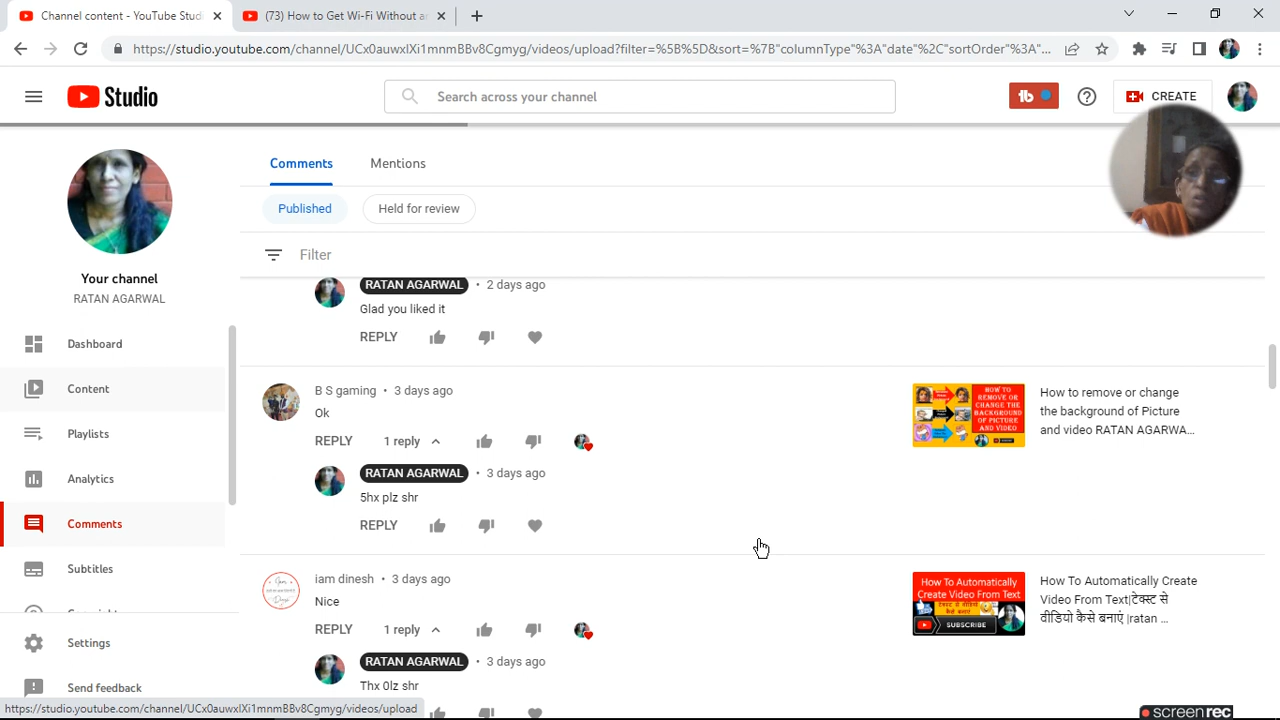 Channel content - YouTube Studi
(73) How to Get Wi-Fi Without an
https://studio.youtube.com/channel/UCx0auwxlXi1mnmBBv8Cgmyg/videos/upload?filter=%5B%5D&sort=%7B"columnType"%3A"date"%2C"sortOrder"%3A"...
Studio
Search across your channel
tb
CREATE
Comments
Mentions
Published
Held for review
Filter
Your channel
RATAN AGARWAL
Dashboard
Content
Playlists
Analytics
Comments
Subtitles
Settings
Send feedback
RATAN AGARWAL • 2 days ago
Glad you liked it
REPLY
B S gaming • 3 days ago
Ok
REPLY 1 reply
RATAN AGARWAL • 3 days ago
5hx plz shr
REPLY
HOW TO
REMOVE OR
CHANGE THE
BACKGROUND
OF PICTURE
AND VIDEO
How to remove or change
the background of Picture
and video RATAN AGARWA...
iam dinesh • 3 days ago
Nice
REPLY 1 reply
RATAN AGARWAL • 3 days ago
Thx 0lz shr
How To Automatically
Create Video From Text
टेक्स्ट से वीडियो
कैसे बनाएं
SUBSCRIBE
How To Automatically Create
Video From Text|टेक्स्ट से
वीडियो कैसे बनाएं |ratan ...
https://studio.youtube.com/channel/UCx0auwxlXi1mnmBBv8Cgmyg/videos/upload
screenrec